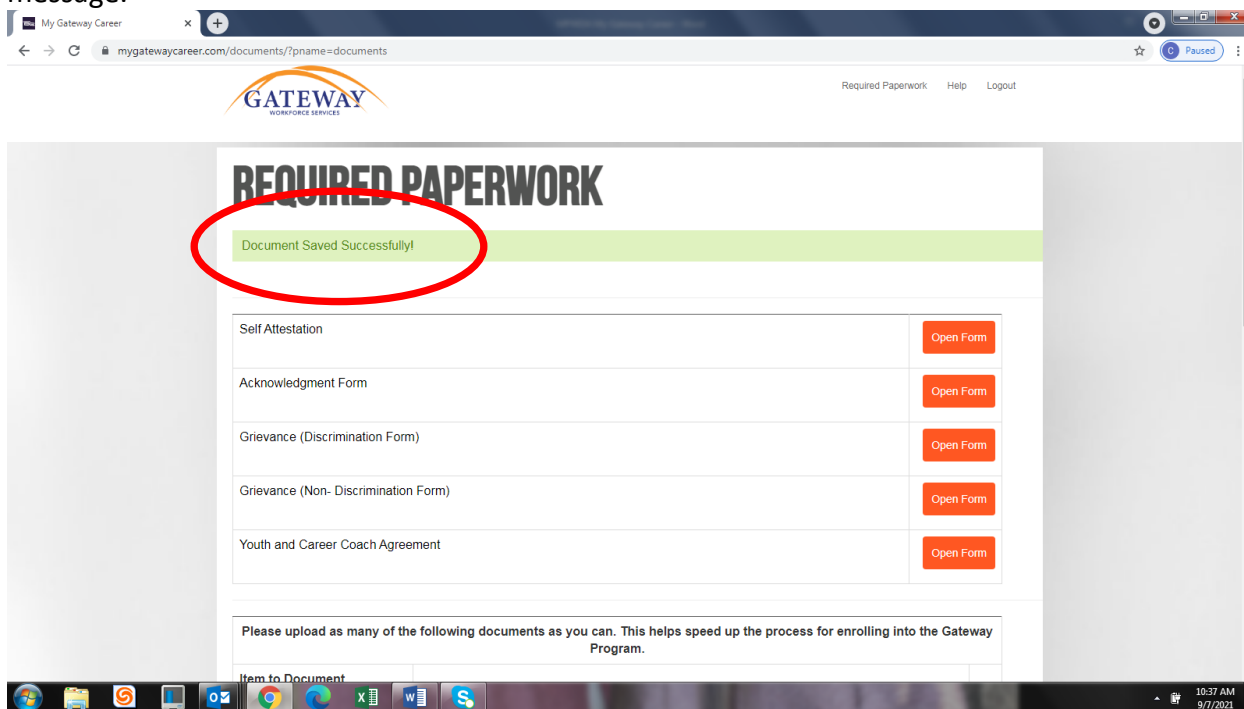 message:
My Gateway Career
mygatewaycareer.com/documents/?pname=documents
C Paused
GATEWAY
WORKFORCE SERVICES
Required Paperwork Help Logout
REQUIRED PAPERWORK
Document Saved Successfully!
Self Attestation Open Form
Acknowledgment Form Open Form
Grievance (Discrimination Form) Open Form
Grievance (Non- Discrimination Form) Open Form
Youth and Career Coach Agreement Open Form
Please upload as many of the following documents as you can. This helps speed up the process for enrolling into the Gateway
Program.
Item to Document
10:37 AM
9/7/2021